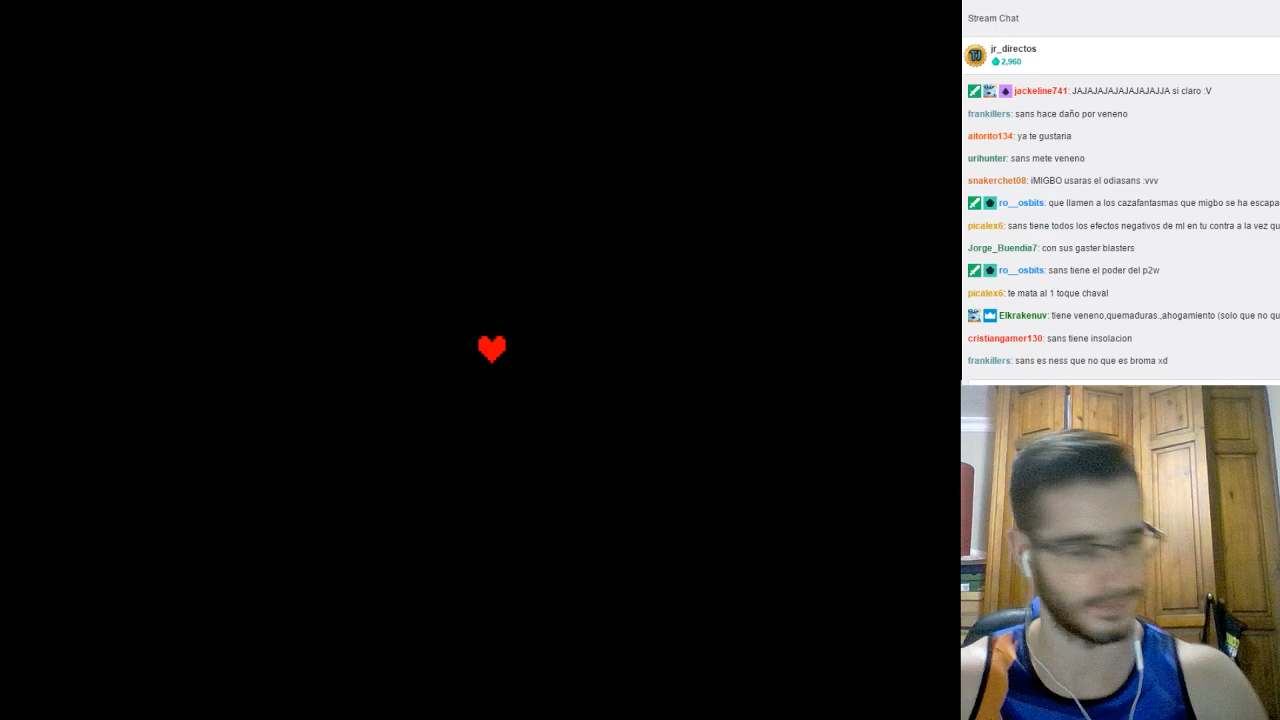 Stream Chat
jr_directos
2,960
jackeline741: JAJAJAJAJAJAJAJAJJA si claro :V
frankillers: sans hace daño por veneno
aitorito134: ya te gustaria
urihunter: sans mete veneno
snakerchet08: iMIGBO usaras el odiasans :vvv
ro__osbits: que llamen a los cazafantasmas que migbo se ha escapa
picalex6: sans tiene todos los efectos negativos de ml en tu contra a la vez qu
Jorge_Buendia7: con sus gaster blasters
ro__osbits: sans tiene el poder del p2w
picalex6: te mata al 1 toque chaval
Elkrakenuv: tiene veneno,quemaduras.,ahogamiento (solo que no qu
cristiangamer130: sans tiene insolacion
frankillers: sans es ness que no que es broma xd